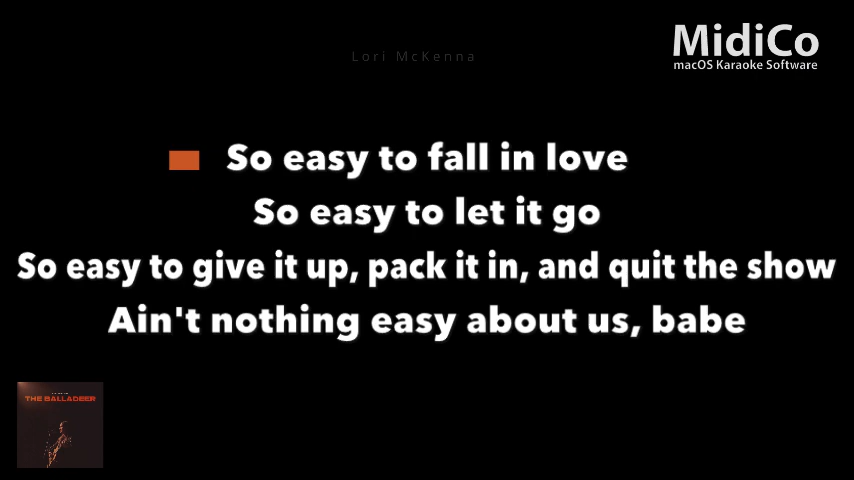 MidiCo
macOS Karaoke Software
Lori McKenna
So easy to fall in love
So easy to let it go
So easy to give it up, pack it in, and quit the show
Ain't nothing easy about us, babe
THE BALLADEER